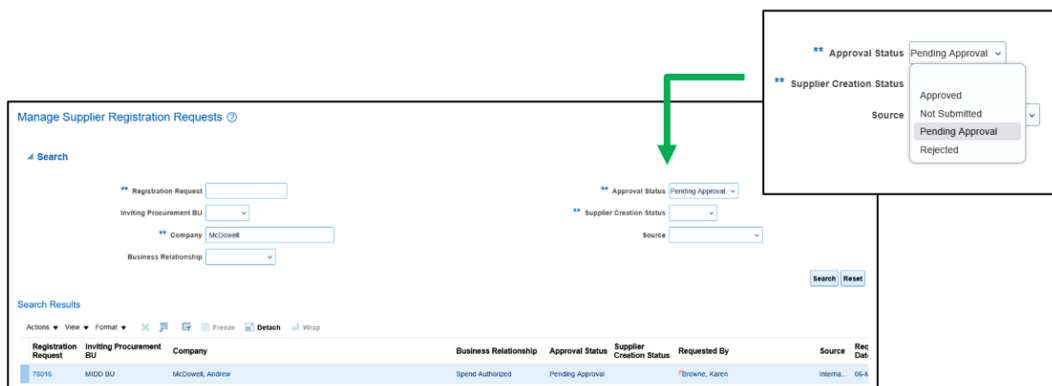 ** Approval Status Pending Approval
** Supplier Creation Status
Approved
Source Not Submitted
Pending Approval
Rejected
Manage Supplier Registration Requests ?
Search
** Registration Request
** Approval Status Pending Approval
Inviting Procurement BU
** Supplier Creation Status
** Company McDowell
Source
Business Relationship
Search Reset
Search Results
Actions View Format Freeze Detach Wrap
Registration Request Inviting Procurement BU Company Business Relationship Approval Status Supplier Creation Status Requested By Source
78016 MIDD BU McDowell, Andrew Spend Authorized Pending Approval Browne, Karen Interna...